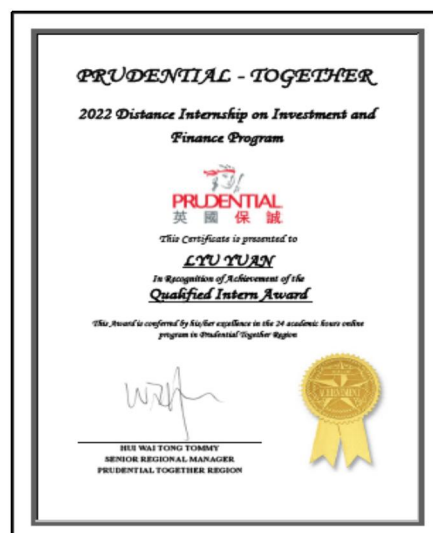 PRUDENTIAL - TOGETHER
2022 Distance Internship on Investment and
Finance Program
PRUDENTIAL
英國保誠
This Certificate is presented to
LYU YUAN
In Recognition of Achievement of the
Qualified Intern Award
This Award is conferred by his/her excellence in the 24 academic hours online
program in Prudential Together Region
HUI WAI TONG TOMMY
SENIOR REGIONAL MANAGER
PRUDENTIAL TOGETHER REGION